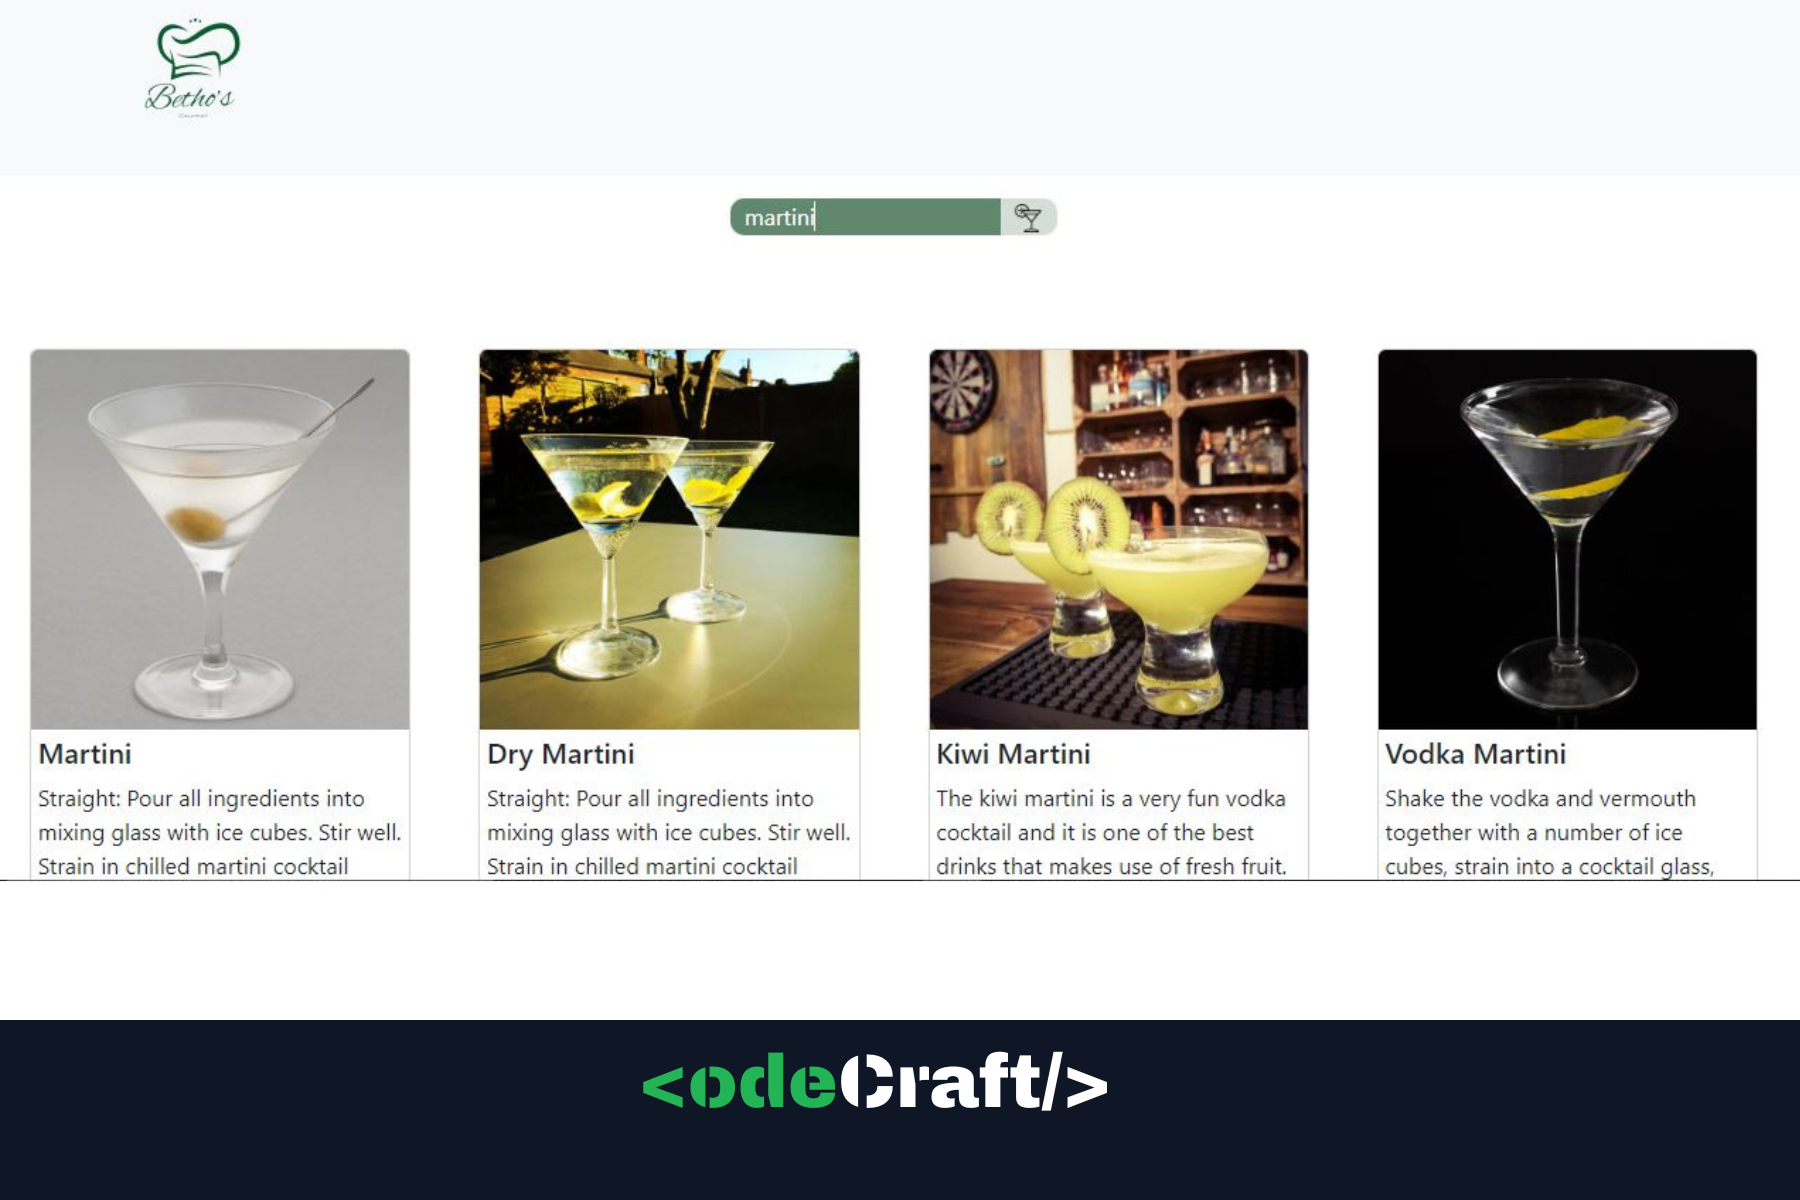 Betho's
Gourmet
martini
Martini
Straight: Pour all ingredients into
mixing glass with ice cubes. Stir well.
Strain in chilled martini cocktail
Dry Martini
Straight: Pour all ingredients into
mixing glass with ice cubes. Stir well.
Strain in chilled martini cocktail
Kiwi Martini
The kiwi martini is a very fun vodka
cocktail and it is one of the best
drinks that makes use of fresh fruit.
Vodka Martini
Shake the vodka and vermouth
together with a number of ice
cubes, strain into a cocktail glass,
<odeCraft/>